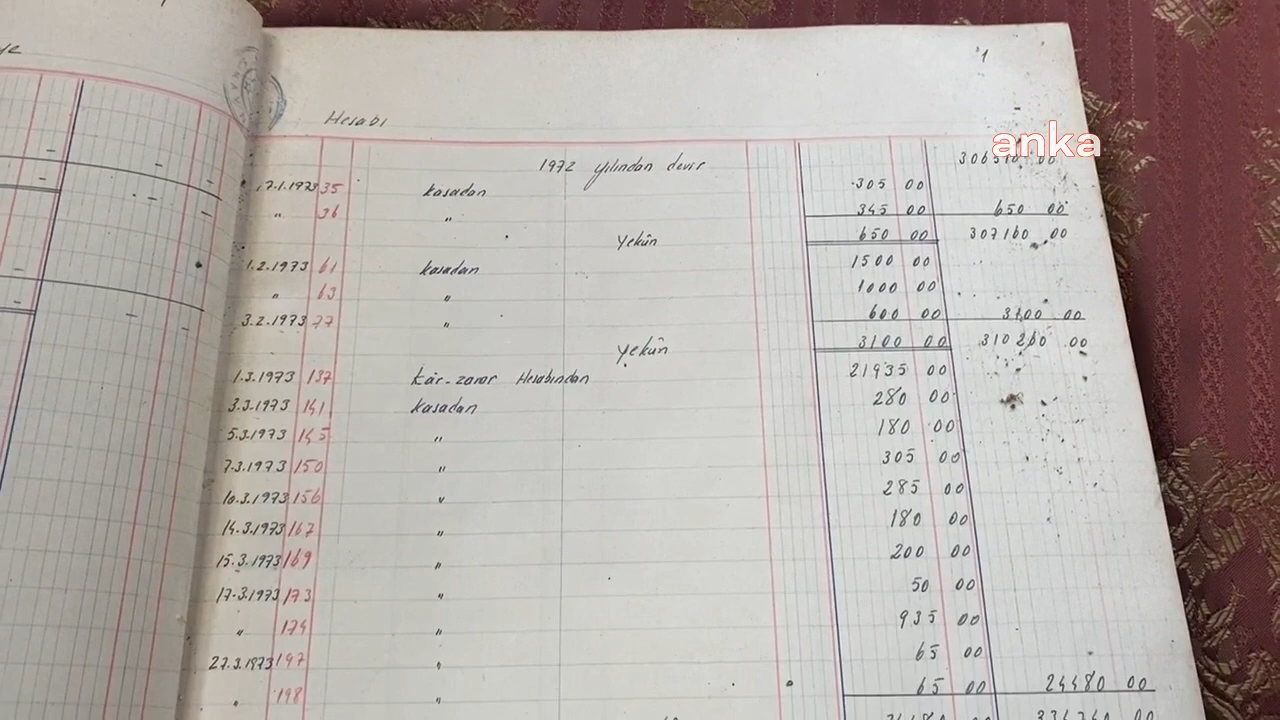 1
Hesabı
anka
1972 yılından devir 306510 00
17.1.1973 35 kasadan 305 00
" 36 " 345 00 650 00
Yekûn 650 00 307160 00
1.2.1973 61 kasadan 1500 00
" 63 " 1000 00
3.2.1973 77 " 600 00 3100 00
Yekûn 3100 00 310260 00
1.3.1973 137 Kâr-zarar Hesabından 21935 00
3.3.1973 141 kasadan 280 00
5.3.1973 145 " 180 00
7.3.1973 150 " 305 00
10.3.1973 156 " 285 00
14.3.1973 167 " 180 00
15.3.1973 169 " 200 00
17.3.1973 173 " 50 00
" 174 " 935 00
27.3.1973 197 " 65 00
" 198 " 65 00 24480 00